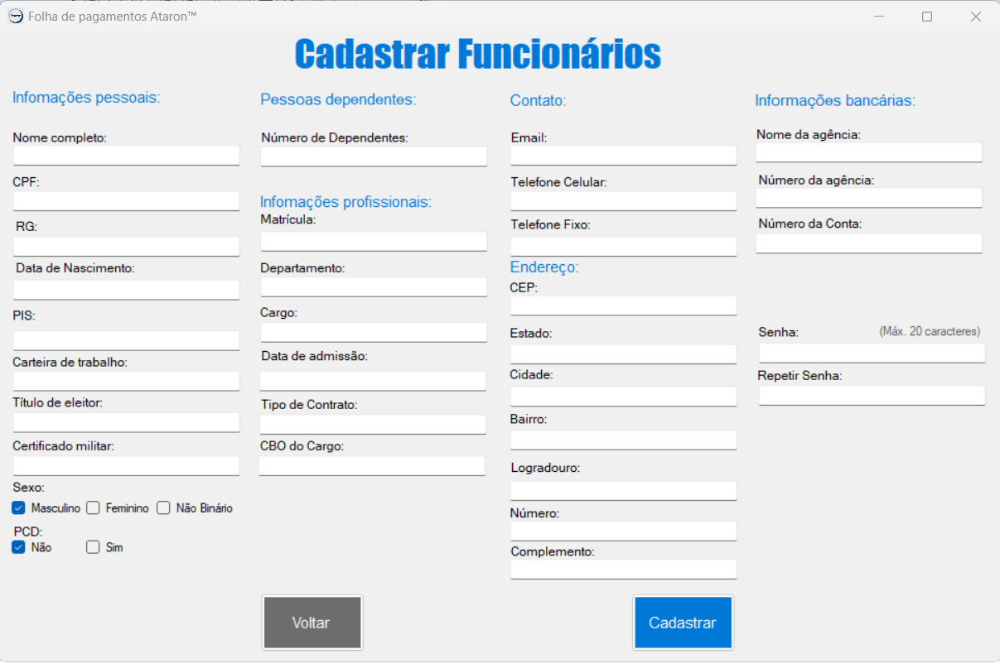 Folha de pagamentos Ataron™
Cadastrar Funcionários
Infomações pessoais:
Nome completo:
CPF:
RG:
Data de Nascimento:
PIS:
Carteira de trabalho:
Título de eleitor:
Certificado militar:
Sexo:
Masculino Feminino Não Binário
PCD:
Não Sim
Pessoas dependentes:
Número de Dependentes:
Infomações profissionais:
Matrícula:
Departamento:
Cargo:
Data de admissão:
Tipo de Contrato:
CBO do Cargo:
Contato:
Email:
Telefone Celular:
Telefone Fixo:
Endereço:
CEP:
Estado:
Cidade:
Bairro:
Logradouro:
Número:
Complemento:
Informações bancárias:
Nome da agência:
Número da agência:
Número da Conta:
Senha: (Máx. 20 caracteres)
Repetir Senha:
Voltar
Cadastrar